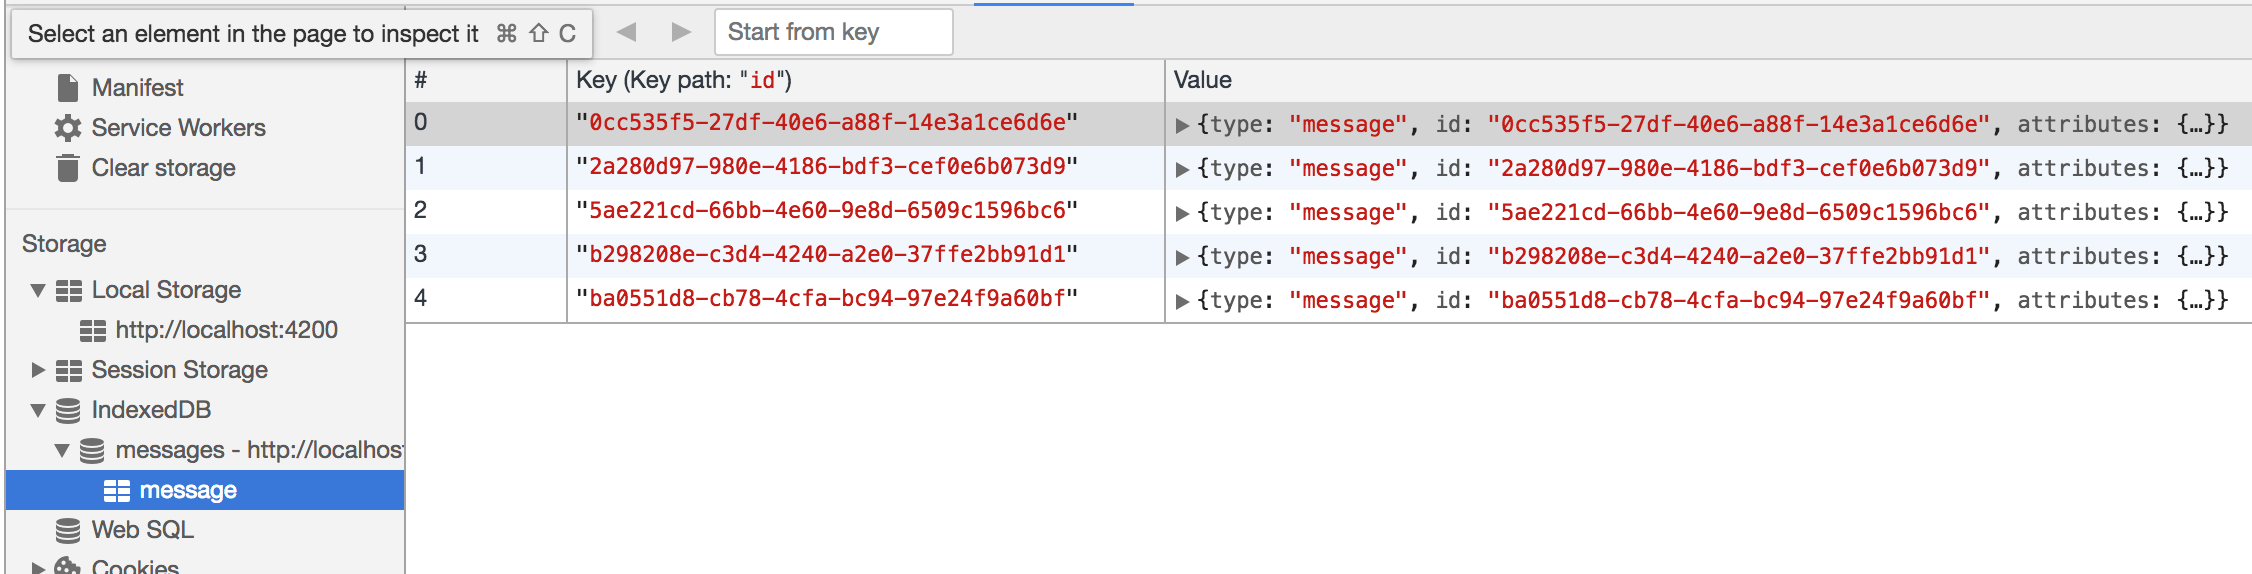 Select an element in the page to inspect it ⌘ ⇧ C
Start from key
Manifest
Service Workers
Clear storage
Storage
Local Storage
http://localhost:4200
Session Storage
IndexedDB
messages - http://localhost
message
Web SQL
Cookies
# Key (Key path: "id") Value
0 "0cc535f5-27df-40e6-a88f-14e3a1ce6d6e" ▶{type: "message", id: "0cc535f5-27df-40e6-a88f-14e3a1ce6d6e", attributes: {…}}
1 "2a280d97-980e-4186-bdf3-cef0e6b073d9" ▶{type: "message", id: "2a280d97-980e-4186-bdf3-cef0e6b073d9", attributes: {…}}
2 "5ae221cd-66bb-4e60-9e8d-6509c1596bc6" ▶{type: "message", id: "5ae221cd-66bb-4e60-9e8d-6509c1596bc6", attributes: {…}}
3 "b298208e-c3d4-4240-a2e0-37ffe2bb91d1" ▶{type: "message", id: "b298208e-c3d4-4240-a2e0-37ffe2bb91d1", attributes: {…}}
4 "ba0551d8-cb78-4cfa-bc94-97e24f9a60bf" ▶{type: "message", id: "ba0551d8-cb78-4cfa-bc94-97e24f9a60bf", attributes: {…}}